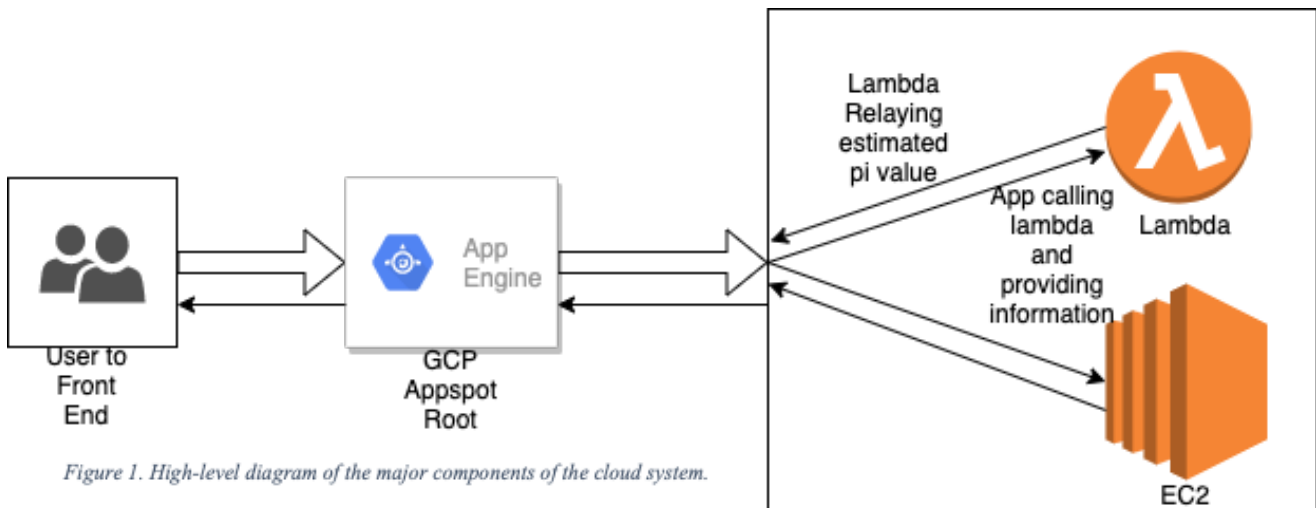 Lambda
Relaying
estimated
pi value
App calling
lambda
and
providing
information
Lambda
App
Engine
User to
Front
End
GCP
Appspot
Root
EC2
Figure 1. High-level diagram of the major components of the cloud system.